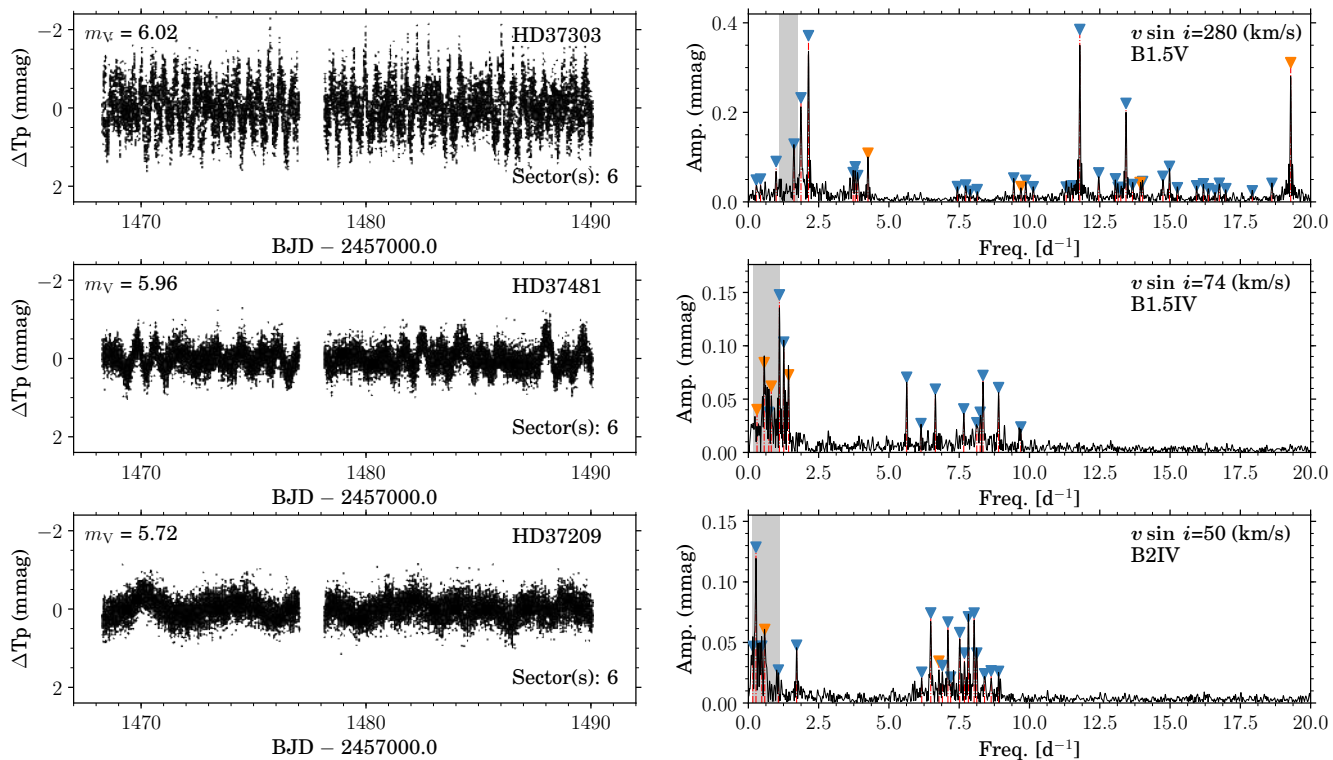 −2
0
2
ΔTp (mmag)
m_V = 6.02
HD37303
Sector(s): 6
1470
1480
1490
BJD − 2457000.0
0.4
0.2
0.0
Amp. (mmag)
v sin i=280 (km/s)
B1.5V
0.0
2.5
5.0
7.5
10.0
12.5
15.0
17.5
20.0
Freq. [d⁻¹]
−2
0
2
ΔTp (mmag)
m_V = 5.96
HD37481
Sector(s): 6
1470
1480
1490
BJD − 2457000.0
0.15
0.10
0.05
0.00
Amp. (mmag)
v sin i=74 (km/s)
B1.5IV
0.0
2.5
5.0
7.5
10.0
12.5
15.0
17.5
20.0
Freq. [d⁻¹]
−2
0
2
ΔTp (mmag)
m_V = 5.72
HD37209
Sector(s): 6
1470
1480
1490
BJD − 2457000.0
0.15
0.10
0.05
0.00
Amp. (mmag)
v sin i=50 (km/s)
B2IV
0.0
2.5
5.0
7.5
10.0
12.5
15.0
17.5
20.0
Freq. [d⁻¹]